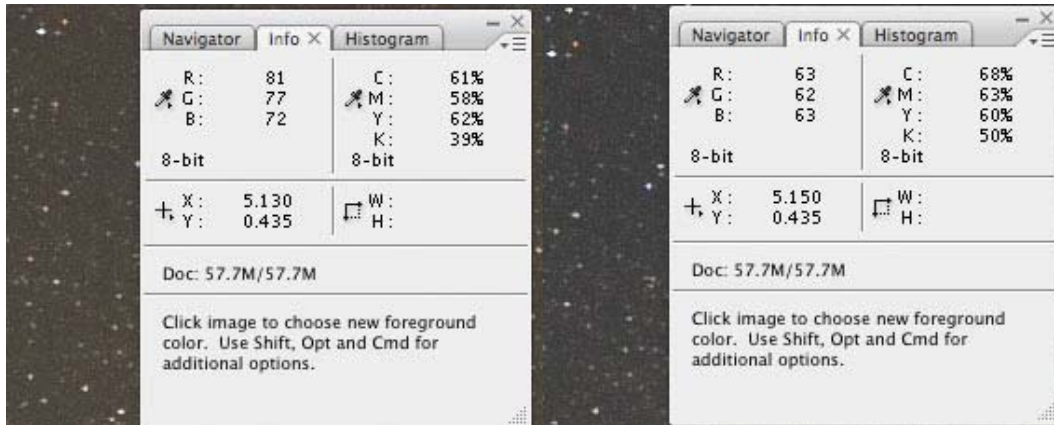 Navigator Info × Histogram
R: 81 C: 61%
G: 77 M: 58%
B: 72 Y: 62%
K: 39%
8-bit 8-bit
X: 5.130 W:
Y: 0.435 H:
Doc: 57.7M/57.7M
Click image to choose new foreground
color. Use Shift, Opt and Cmd for
additional options.
Navigator Info × Histogram
R: 63 C: 68%
G: 62 M: 63%
B: 63 Y: 60%
K: 50%
8-bit 8-bit
X: 5.150 W:
Y: 0.435 H:
Doc: 57.7M/57.7M
Click image to choose new foreground
color. Use Shift, Opt and Cmd for
additional options.